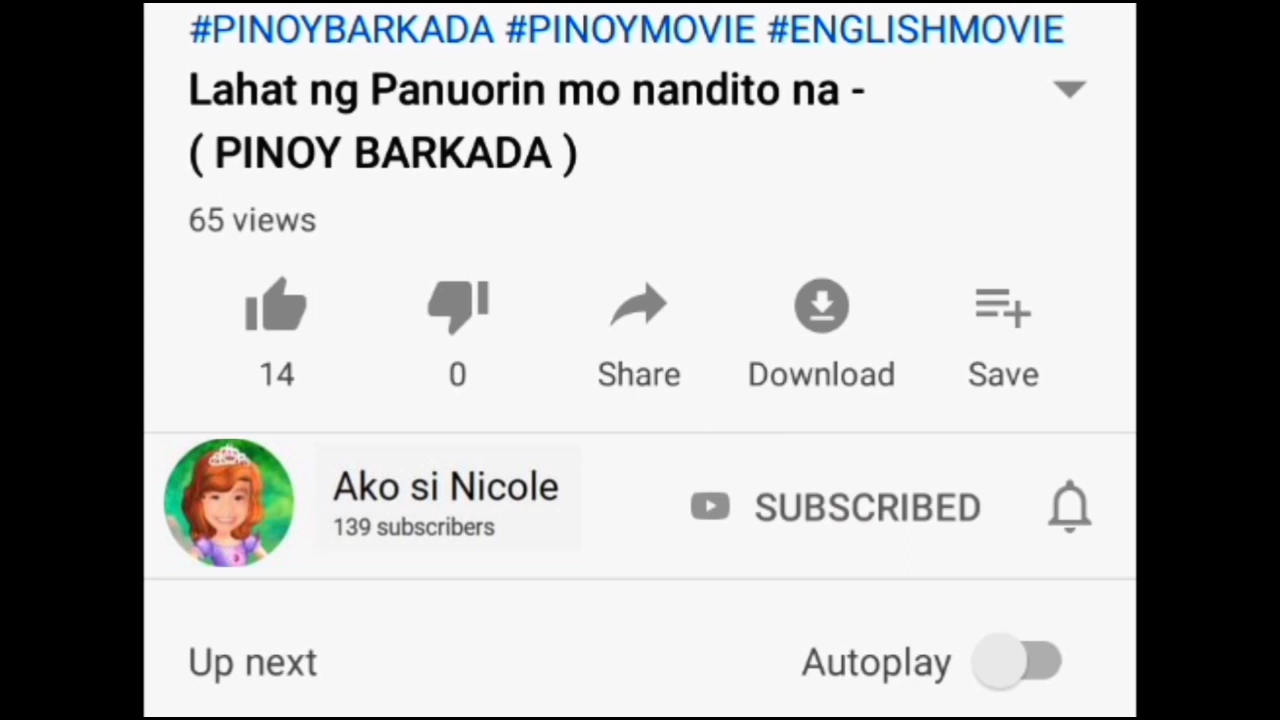 #PINOYBARKADA #PINOYMOVIE #ENGLISHMOVIE
Lahat ng Panuorin mo nandito na -
( PINOY BARKADA )
65 views
14 0 Share Download Save
Ako si Nicole
139 subscribers
SUBSCRIBED
Up next Autoplay